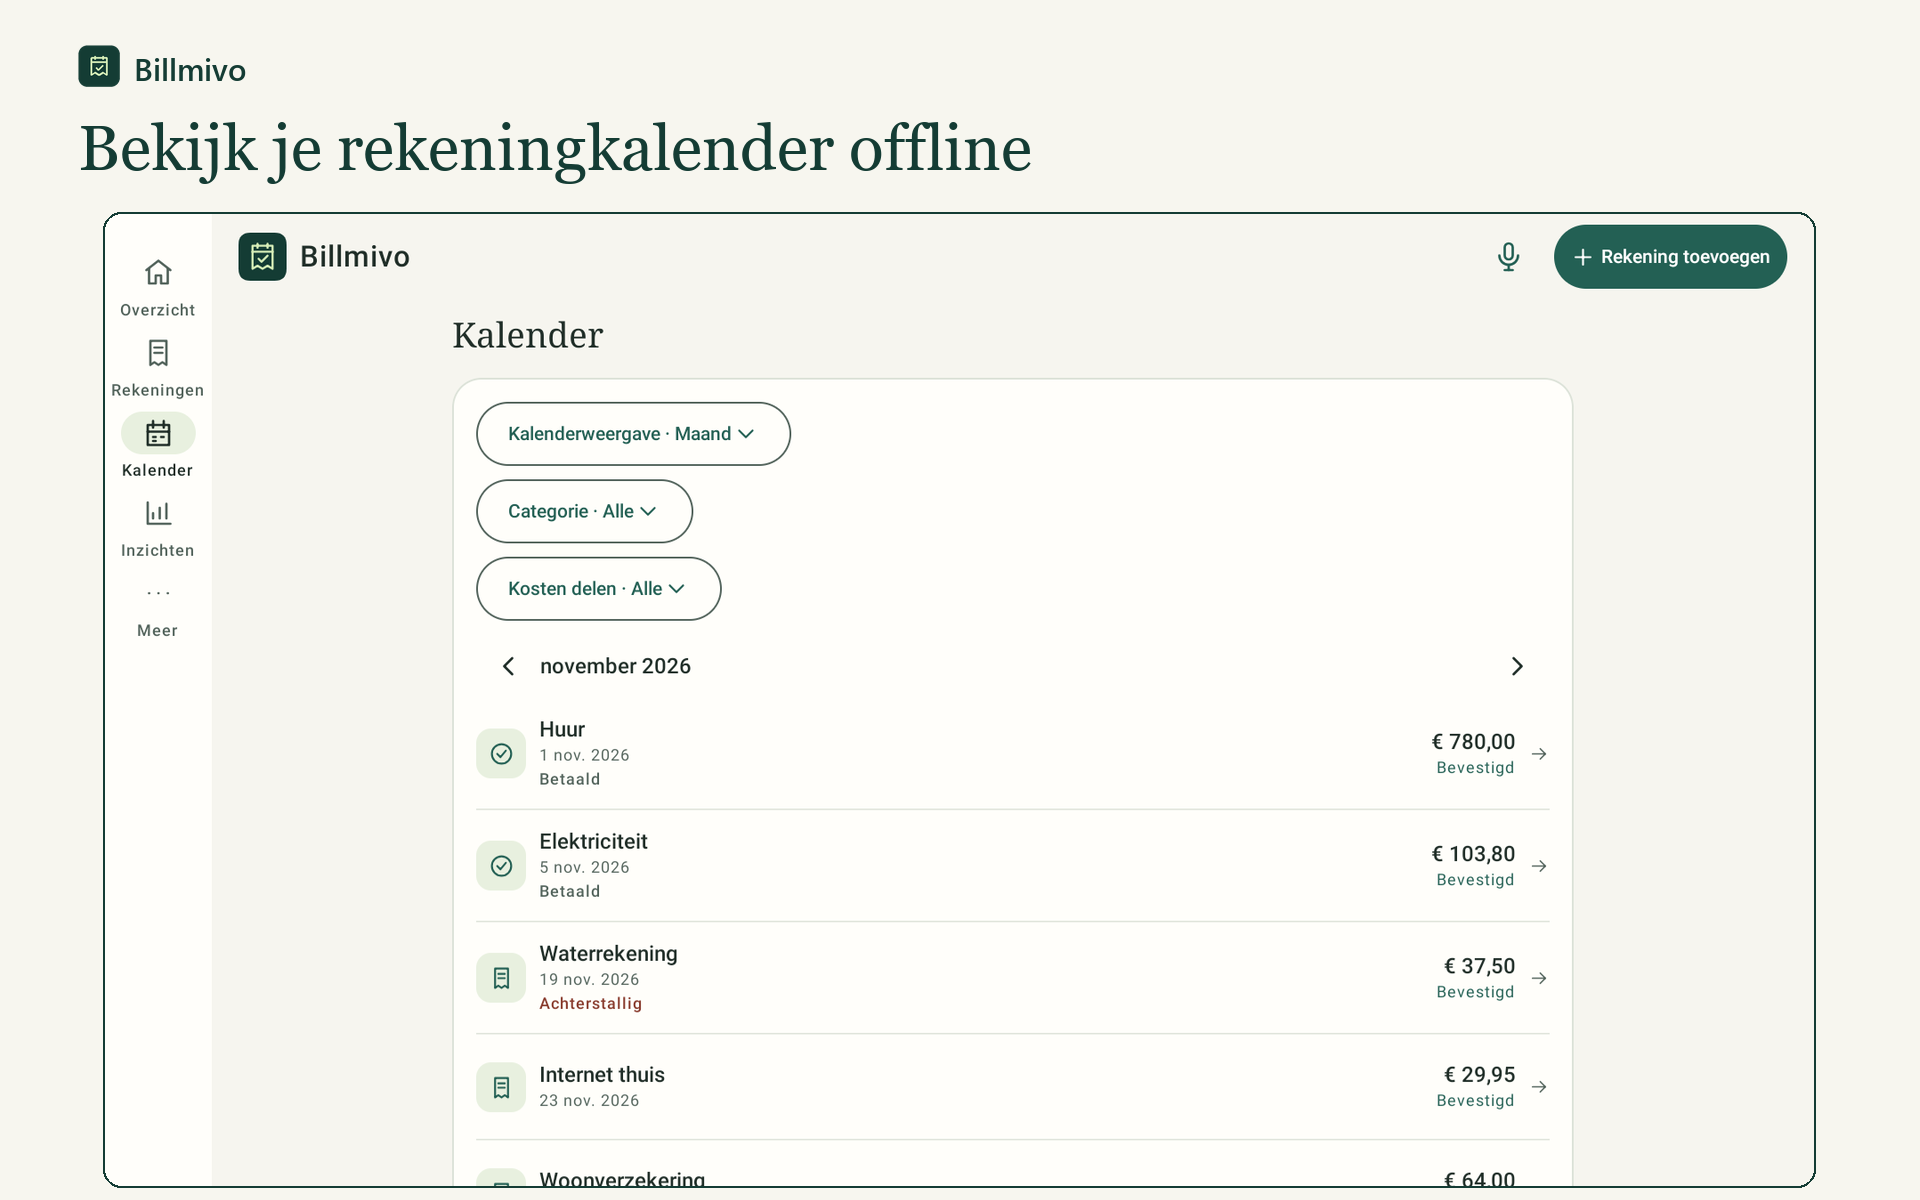 Billmivo
Bekijk je rekeningkalender offline
Billmivo
Rekening toevoegen
Overzicht
Rekeningen
Kalender
Inzichten
Meer
Kalender
Kalenderweergave · Maand
Categorie · Alle
Kosten delen · Alle
november 2026
Huur
1 nov. 2026
Betaald
€ 780,00
Bevestigd
Elektriciteit
5 nov. 2026
Betaald
€ 103,80
Bevestigd
Waterrekening
19 nov. 2026
Achterstallig
€ 37,50
Bevestigd
Internet thuis
23 nov. 2026
€ 29,95
Bevestigd
Woonverzekering
€ 64,00